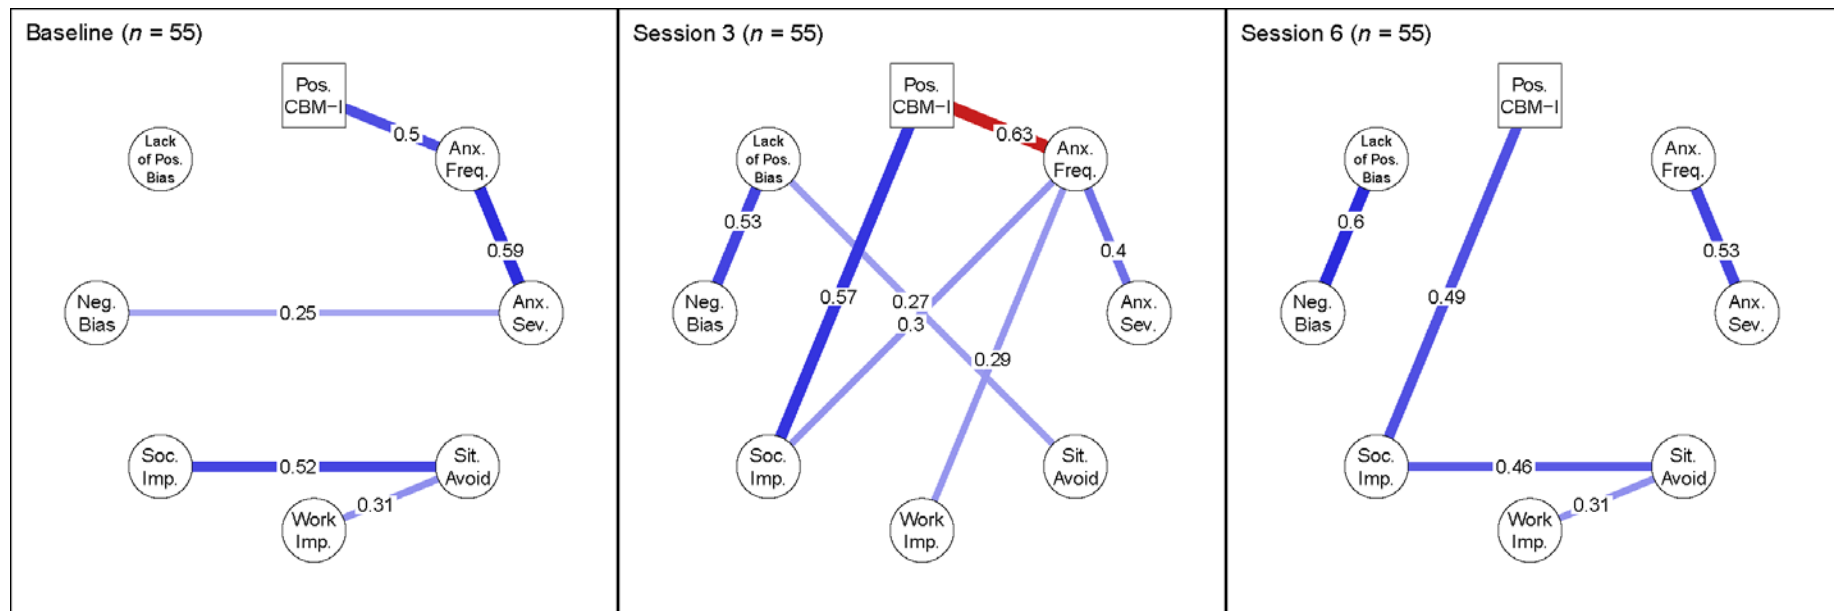 Baseline (n = 55)
Pos.
CBM−I
0.5
Lack
of Pos.
Bias
Anx.
Freq.
0.59
Neg.
Bias
0.25
Anx.
Sev.
Soc.
Imp.
0.52
Sit.
Avoid
0.31
Work
Imp.
Session 3 (n = 55)
Pos.
CBM−I
0.63
Lack
of Pos.
Bias
Anx.
Freq.
0.53
0.4
Neg.
Bias
0.57
0.27
0.3
Anx.
Sev.
0.29
Soc.
Imp.
Sit.
Avoid
Work
Imp.
Session 6 (n = 55)
Pos.
CBM−I
Lack
of Pos.
Bias
Anx.
Freq.
0.6
0.53
Neg.
Bias
0.49
Anx.
Sev.
Soc.
Imp.
0.46
Sit.
Avoid
0.31
Work
Imp.